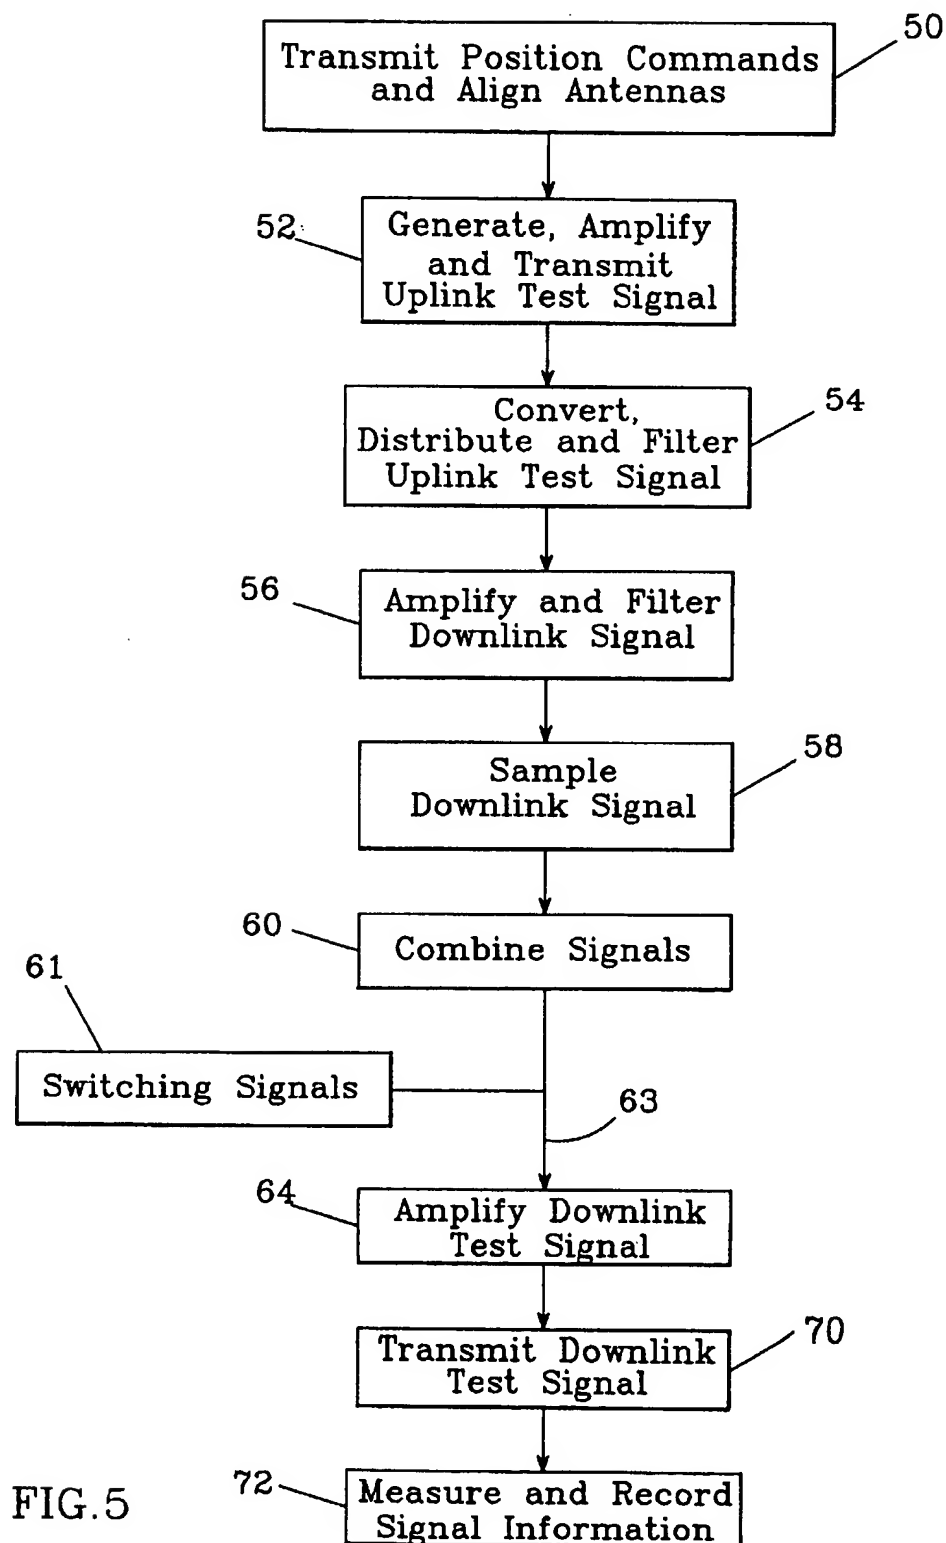 50
Transmit Position Commands
and Align Antennas
52
Generate, Amplify
and Transmit
Uplink Test Signal
54
Convert,
Distribute and Filter
Uplink Test Signal
56
Amplify and Filter
Downlink Signal
58
Sample
Downlink Signal
60
Combine Signals
61
Switching Signals
63
64
Amplify Downlink
Test Signal
70
Transmit Downlink
Test Signal
72
Measure and Record
Signal Information
FIG.5